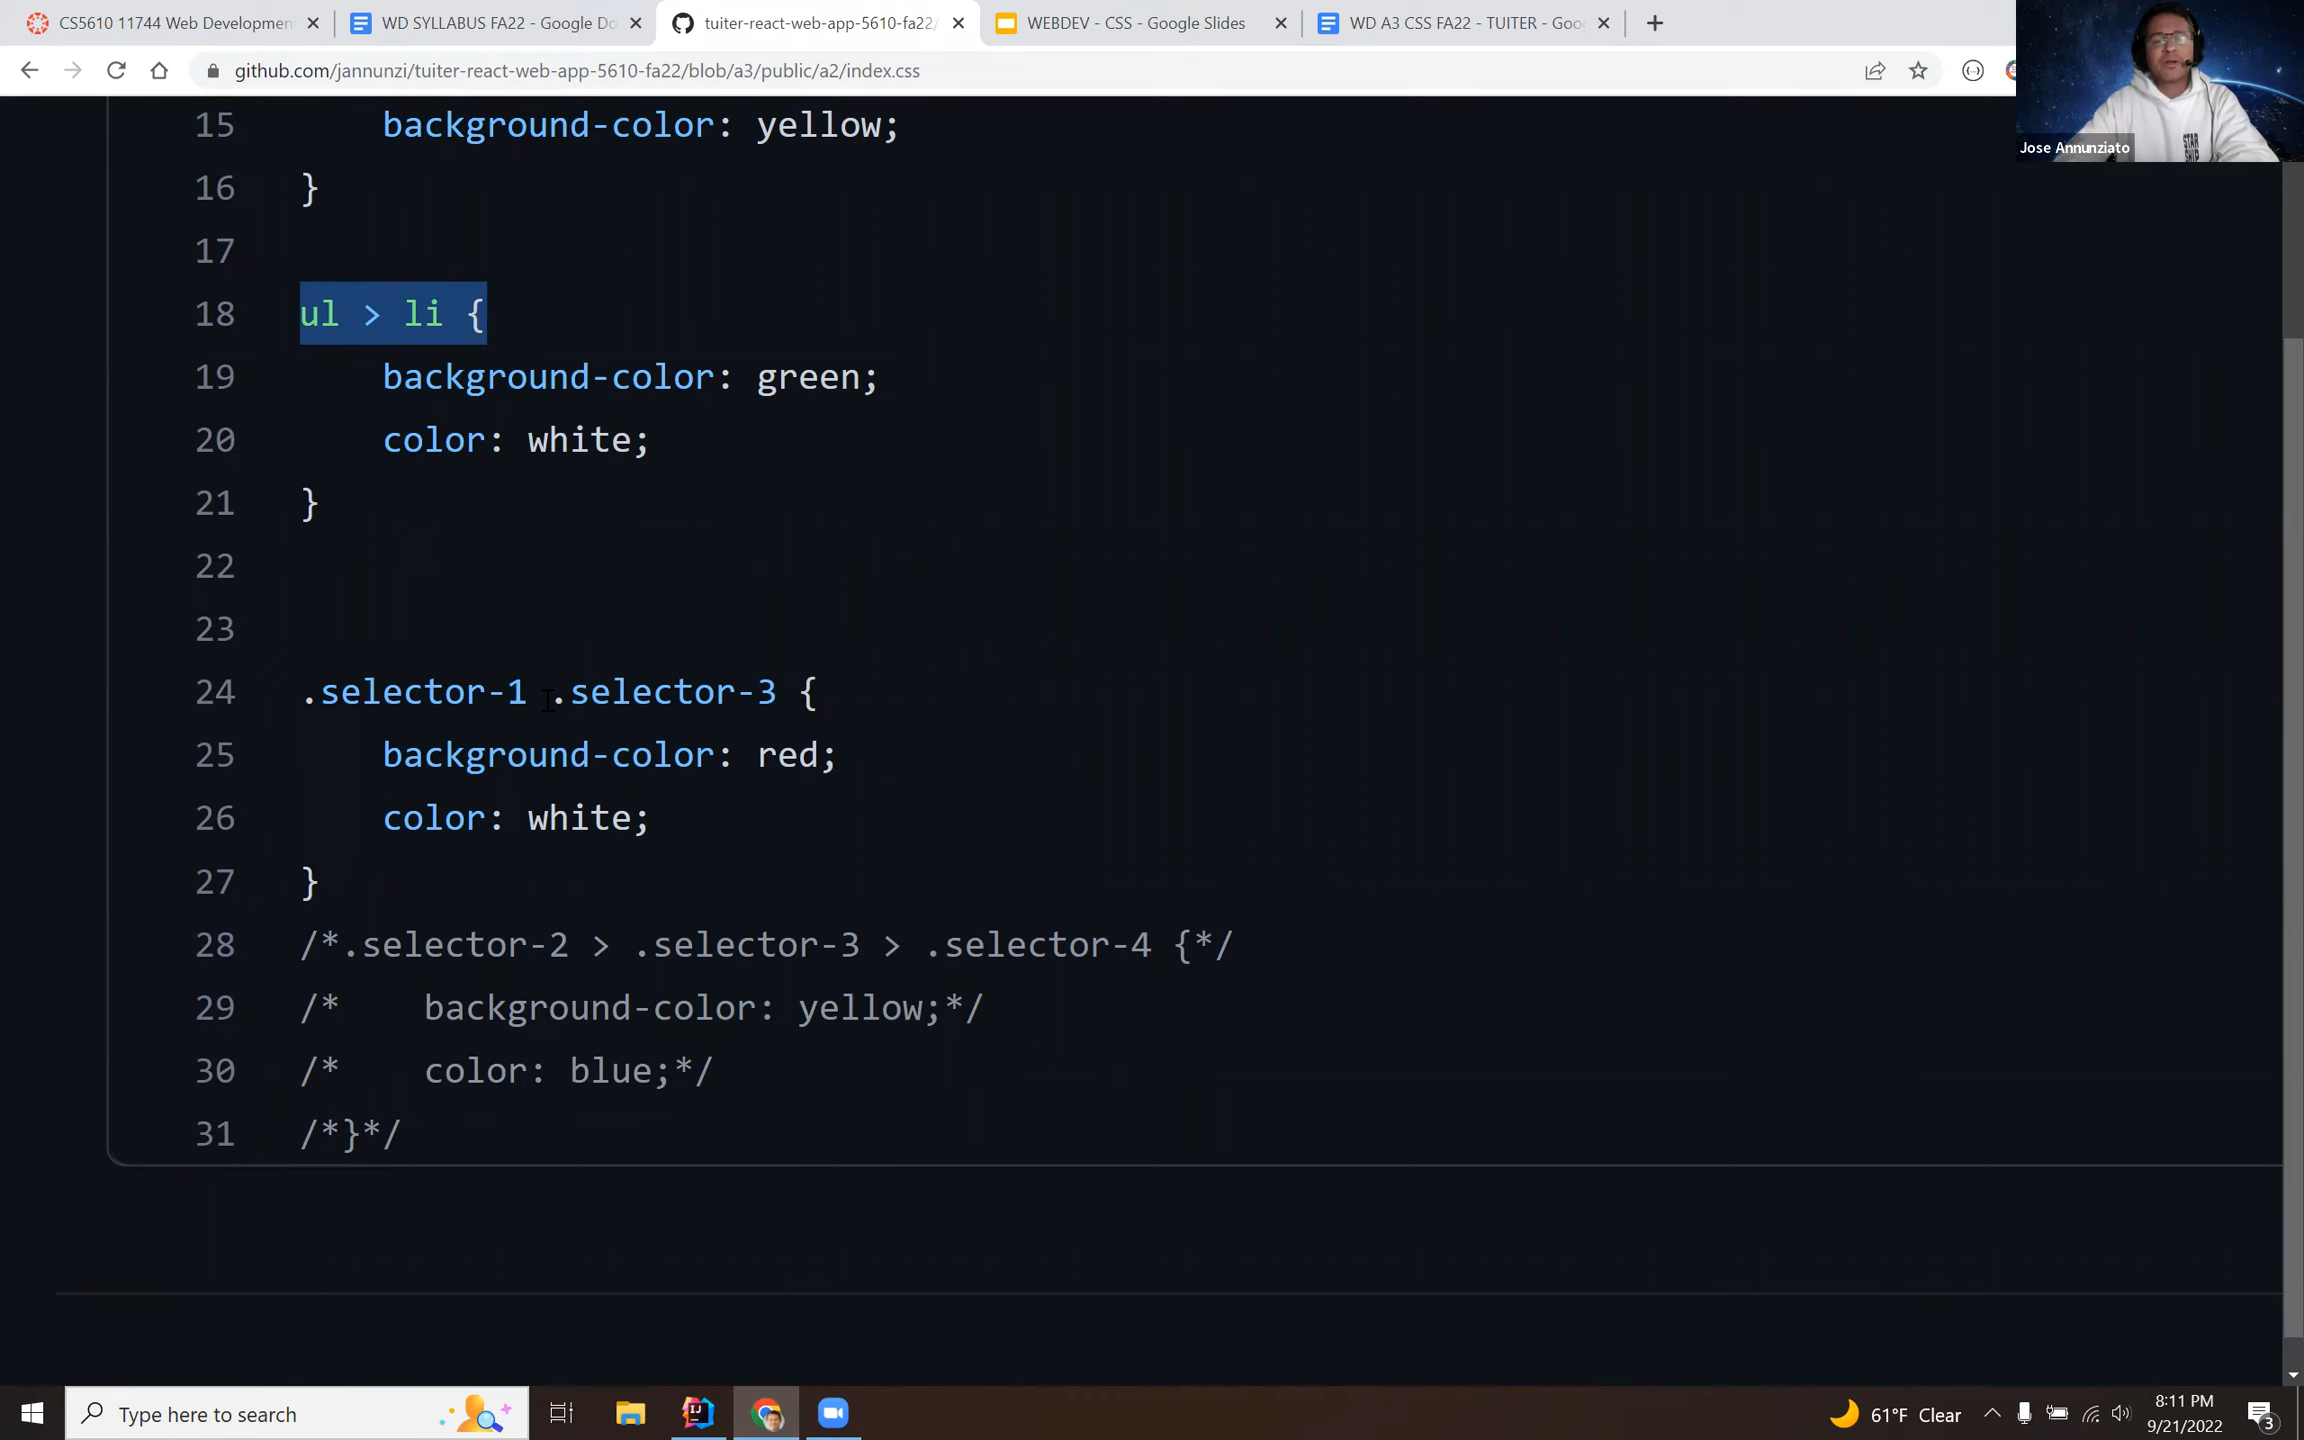 CS5610 11744 Web Development
WD SYLLABUS FA22 - Google Do
tuiter-react-web-app-5610-fa22/
WEBDEV - CSS - Google Slides
WD A3 CSS FA22 - TUITER - Goo
github.com/jannunzi/tuiter-react-web-app-5610-fa22/blob/a3/public/a2/index.css
STAR
SHIP
Jose Annunziato
15 background-color: yellow;
16 }
17
18 ul > li {
19 background-color: green;
20 color: white;
21 }
22
23
24 .selector-1 .selector-3 {
25 background-color: red;
26 color: white;
27 }
28 /*.selector-2 > .selector-3 > .selector-4 {*/
29 /* background-color: yellow;*/
30 /* color: blue;*/
31 /*}*/
Type here to search
IJ
61°F Clear
8:11 PM
9/21/2022
3